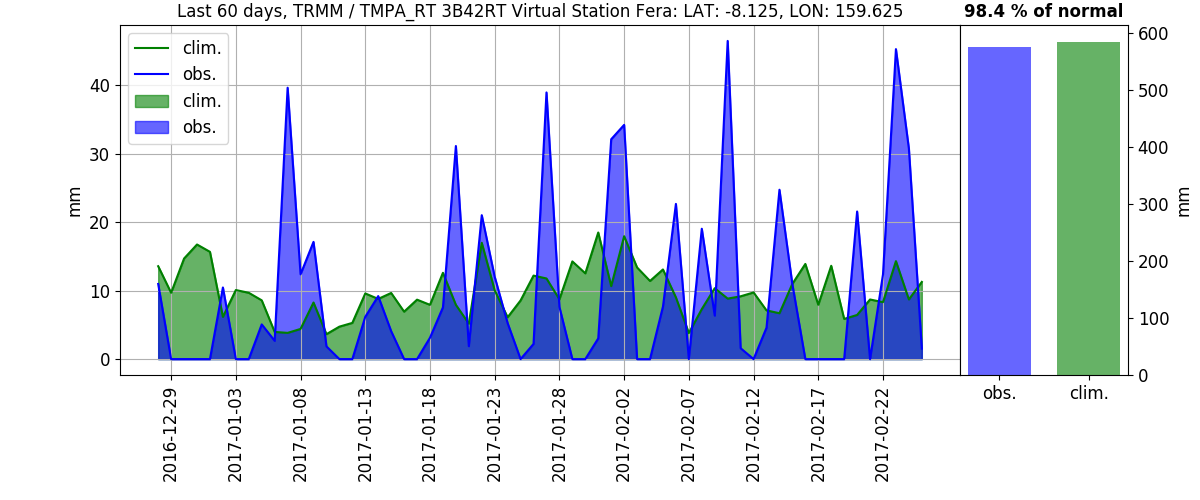 Last 60 days, TRMM / TMPA_RT 3B42RT Virtual Station Fera: LAT: -8.125, LON: 159.625
98.4 % of normal
clim.
obs.
clim.
obs.
mm
40
30
20
10
0
600
500
400
300
200
100
0
mm
2016-12-29
2017-01-03
2017-01-08
2017-01-13
2017-01-18
2017-01-23
2017-01-28
2017-02-02
2017-02-07
2017-02-12
2017-02-17
2017-02-22
obs.
clim.